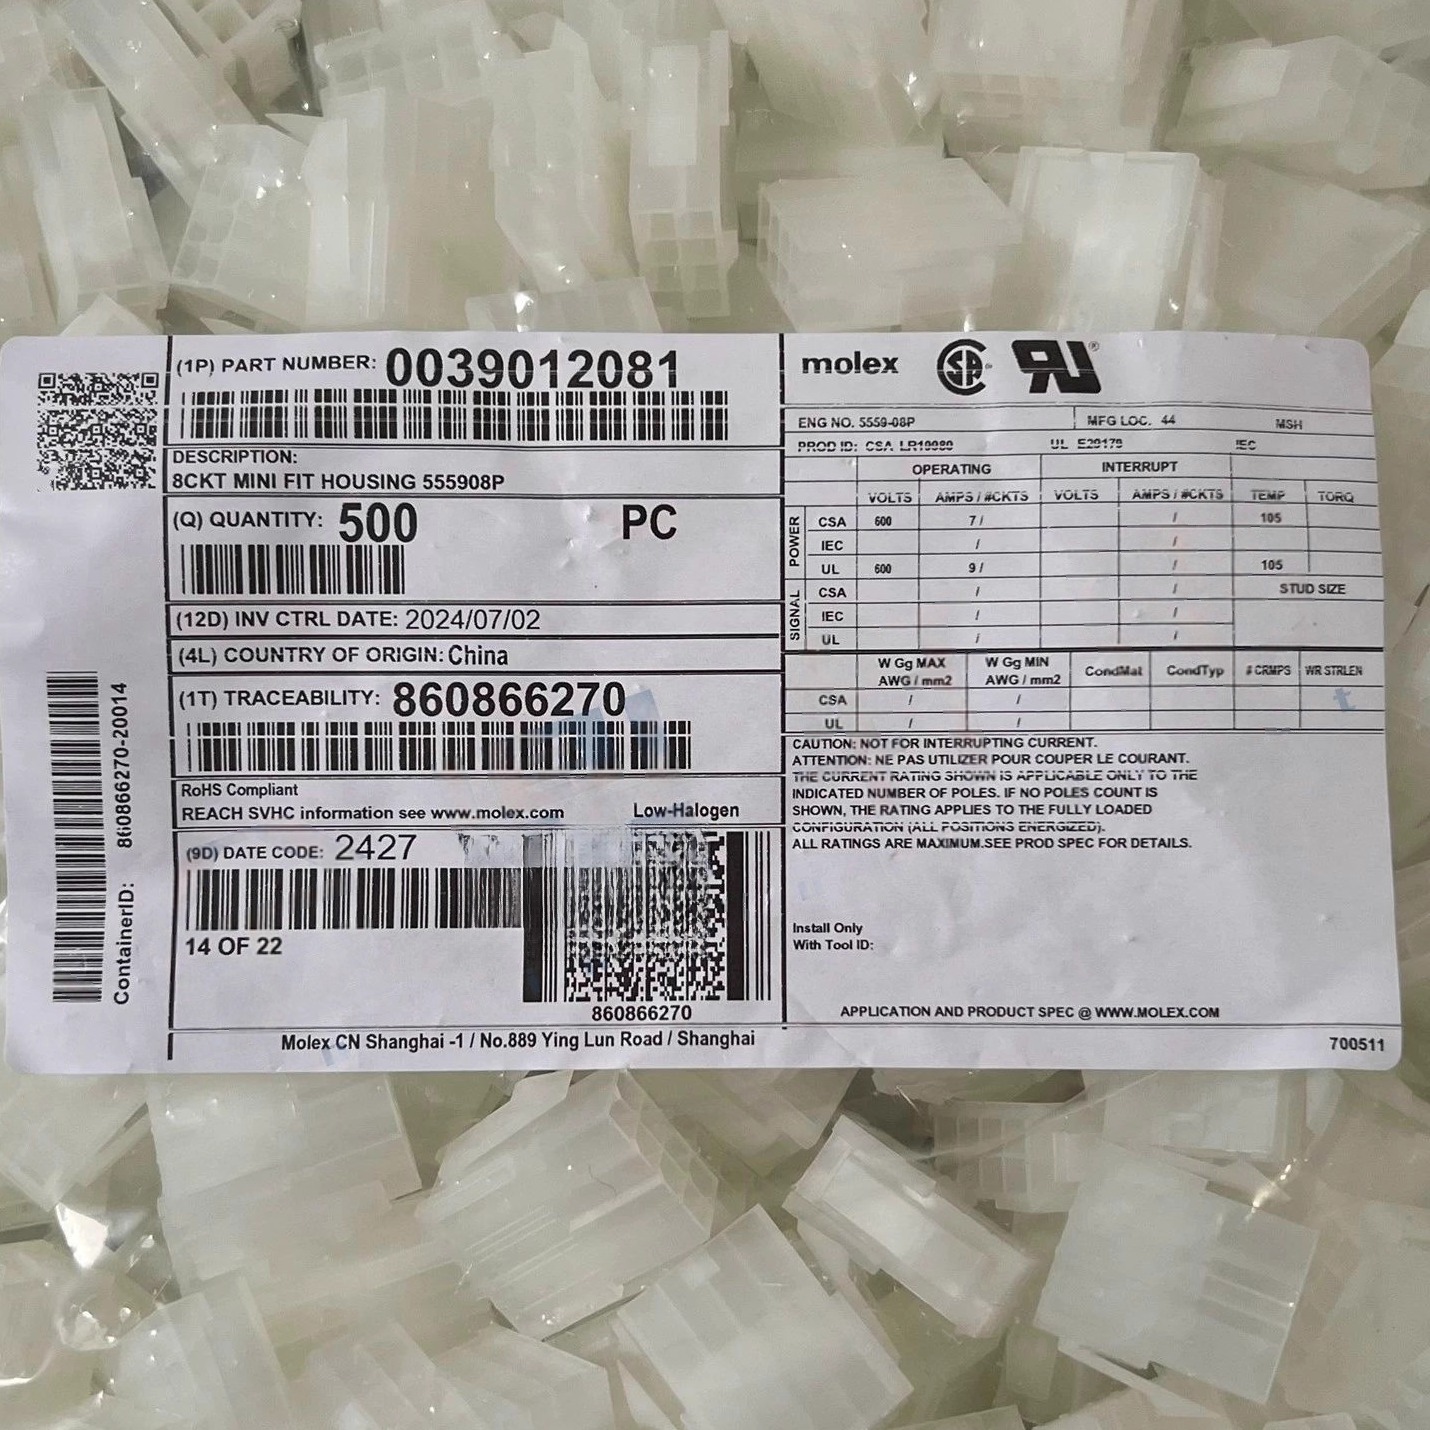 (1P) PART NUMBER: 0039012081
DESCRIPTION:
8CKT MINI FIT HOUSING 555908P
(Q) QUANTITY: 500 PC
(12D) INV CTRL DATE: 2024/07/02
(4L) COUNTRY OF ORIGIN: China
(1T) TRACEABILITY: 860866270
RoHS Compliant
REACH SVHC information see www.molex.com Low-Halogen
(9D) DATE CODE: 2427
14 OF 22
860866270
ContainerID: 860866270-20014
molex CSA ® UR ®
ENG NO. 5559-08P MFG LOC. 44 MSH
PROD ID: CSA LR19980 UL E29179 IEC
OPERATING INTERRUPT
VOLTS AMPS / #CKTS VOLTS AMPS / #CKTS TEMP TORQ
POWER
CSA 600 7 / / 105
IEC / /
UL 600 9 / / 105
SIGNAL
CSA / / STUD SIZE
IEC / /
UL / /
W Gg MAX AWG / mm2 W Gg MIN AWG / mm2 CondMat CondTyp # CRMPS WR STRLEN
CSA / /
UL / /
CAUTION: NOT FOR INTERRUPTING CURRENT.
ATTENTION: NE PAS UTILIZER POUR COUPER LE COURANT.
THE CURRENT RATING SHOWN IS APPLICABLE ONLY TO THE
INDICATED NUMBER OF POLES. IF NO POLES COUNT IS
SHOWN, THE RATING APPLIES TO THE FULLY LOADED
CONFIGURATION (ALL POSITIONS ENERGIZED).
ALL RATINGS ARE MAXIMUM.SEE PROD SPEC FOR DETAILS.
Install Only
With Tool ID:
APPLICATION AND PRODUCT SPEC @ WWW.MOLEX.COM
Molex CN Shanghai -1 / No.889 Ying Lun Road / Shanghai
700511